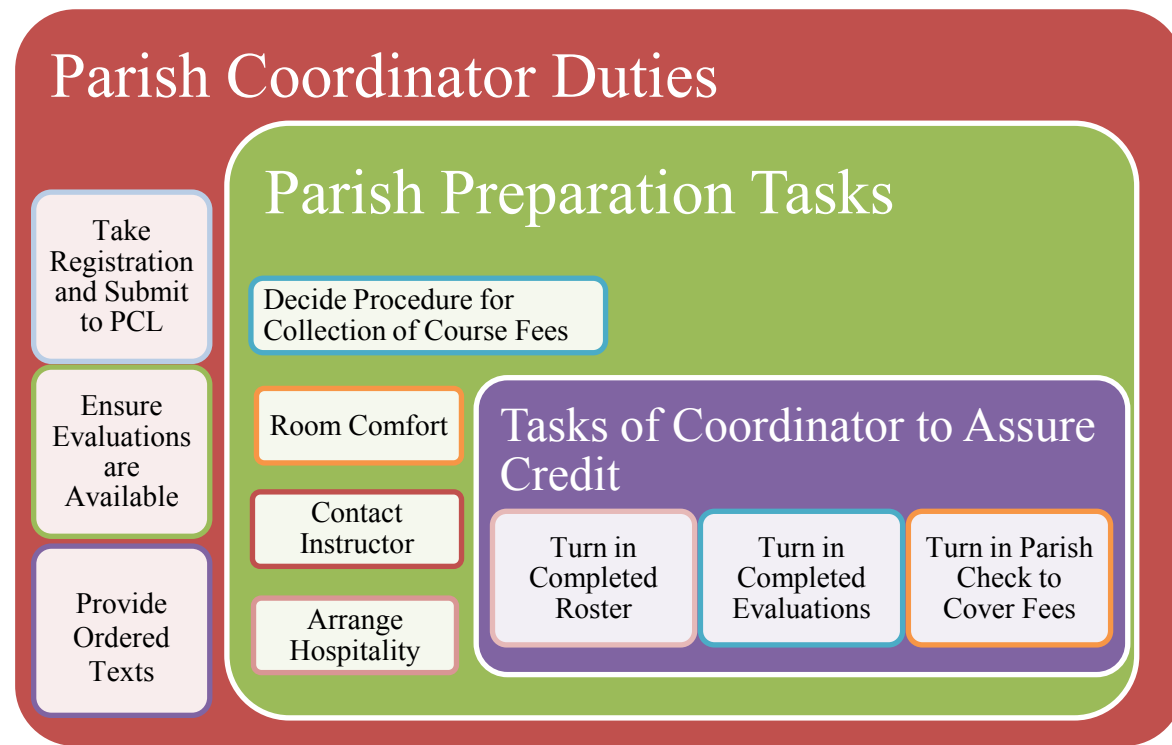 Parish Coordinator Duties
Take
Registration
and Submit
to PCL
Ensure
Evaluations
are
Available
Provide
Ordered
Texts
Parish Preparation Tasks
Decide Procedure for
Collection of Course Fees
Room Comfort
Contact
Instructor
Arrange
Hospitality
Tasks of Coordinator to Assure
Credit
Turn in
Completed
Roster
Turn in
Completed
Evaluations
Turn in Parish
Check to
Cover Fees